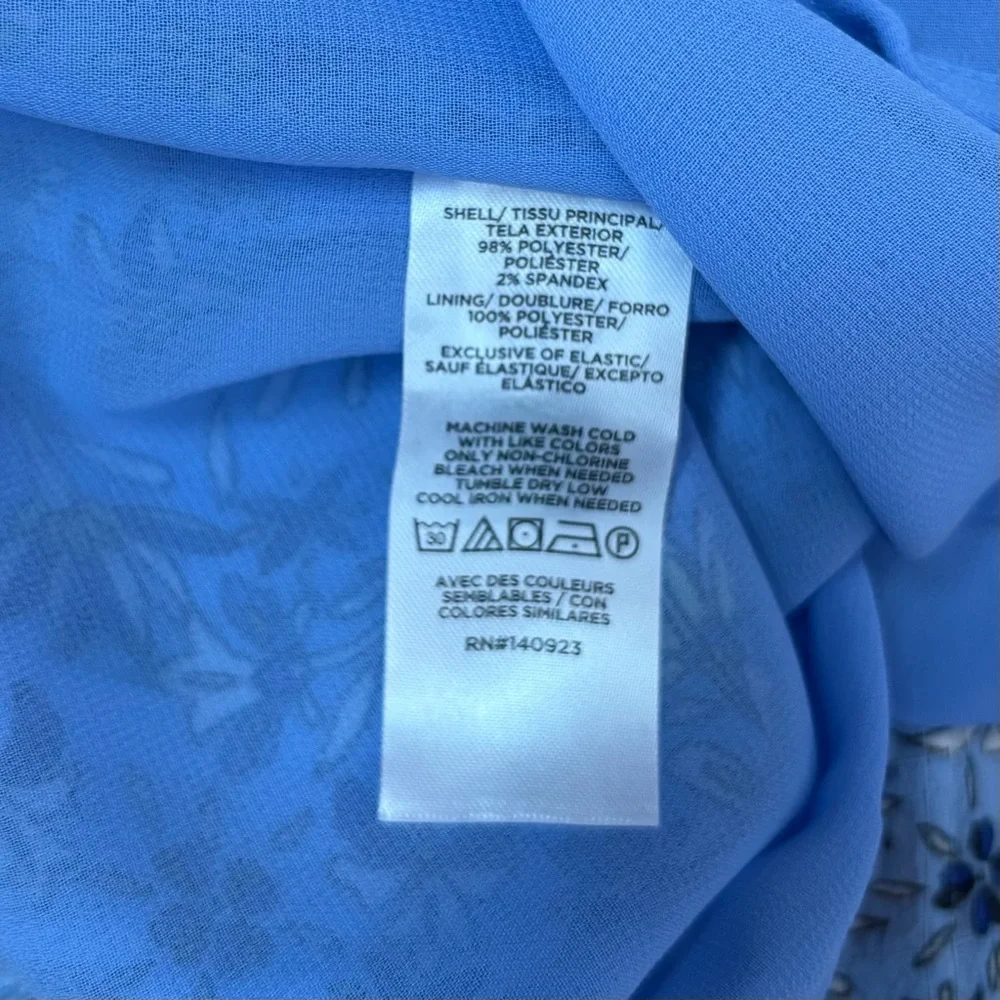 SHELL/ TISSU PRINCIPAL/
TELA EXTERIOR
98% POLYESTER/
POLIÉSTER
2% SPANDEX
LINING/ DOUBLURE/ FORRO
100% POLYESTER/
POLIÉSTER
EXCLUSIVE OF ELASTIC/
SAUF ÉLASTIQUE/ EXCEPTO
ELÁSTICO
MACHINE WASH COLD
WITH LIKE COLORS
ONLY NON-CHLORINE
BLEACH WHEN NEEDED
TUMBLE DRY LOW
COOL IRON WHEN NEEDED
30 P
AVEC DES COULEURS
SEMBLABLES / CON
COLORES SIMILARES
RN#140923